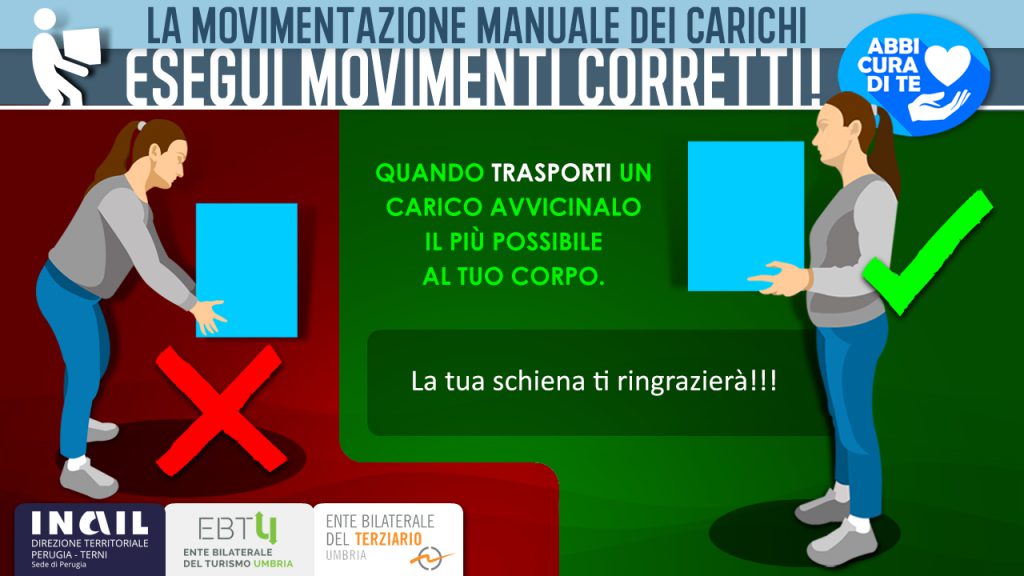 LA MOVIMENTAZIONE MANUALE DEI CARICHI
ESEGUI MOVIMENTI CORRETTI!
ABBI
CURA
DI TE
QUANDO TRASPORTI UN
CARICO AVVICINALO
IL PIÙ POSSIBILE
AL TUO CORPO.
La tua schiena ti ringrazierà!!!
INAIL
DIREZIONE TERRITORIALE
PERUGIA - TERNI
Sede di Perugia
EBT4
ENTE BILATERALE
DEL TURISMO UMBRIA
ENTE BILATERALE
DEL TERZIARIO
UMBRIA